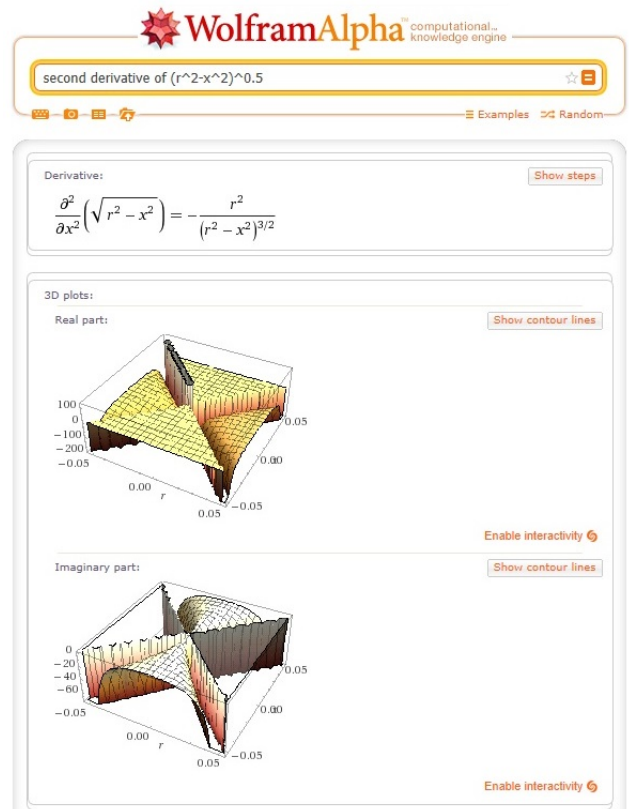 WolframAlpha™ computational™ knowledge engine
second derivative of (r^2-x^2)^0.5
Examples Random
Derivative:
Show steps
∂²/∂x² (√(r² − x²)) = − r²/(r² − x²)^(3/2)
3D plots:
Real part:
Show contour lines
100
0
−100
−200
−0.05
0.00
r
0.05
−0.05
0.00
0.05
Enable interactivity
Imaginary part:
Show contour lines
0
−20
−40
−60
−0.05
0.00
r
0.05
−0.05
0.00
0.05
Enable interactivity